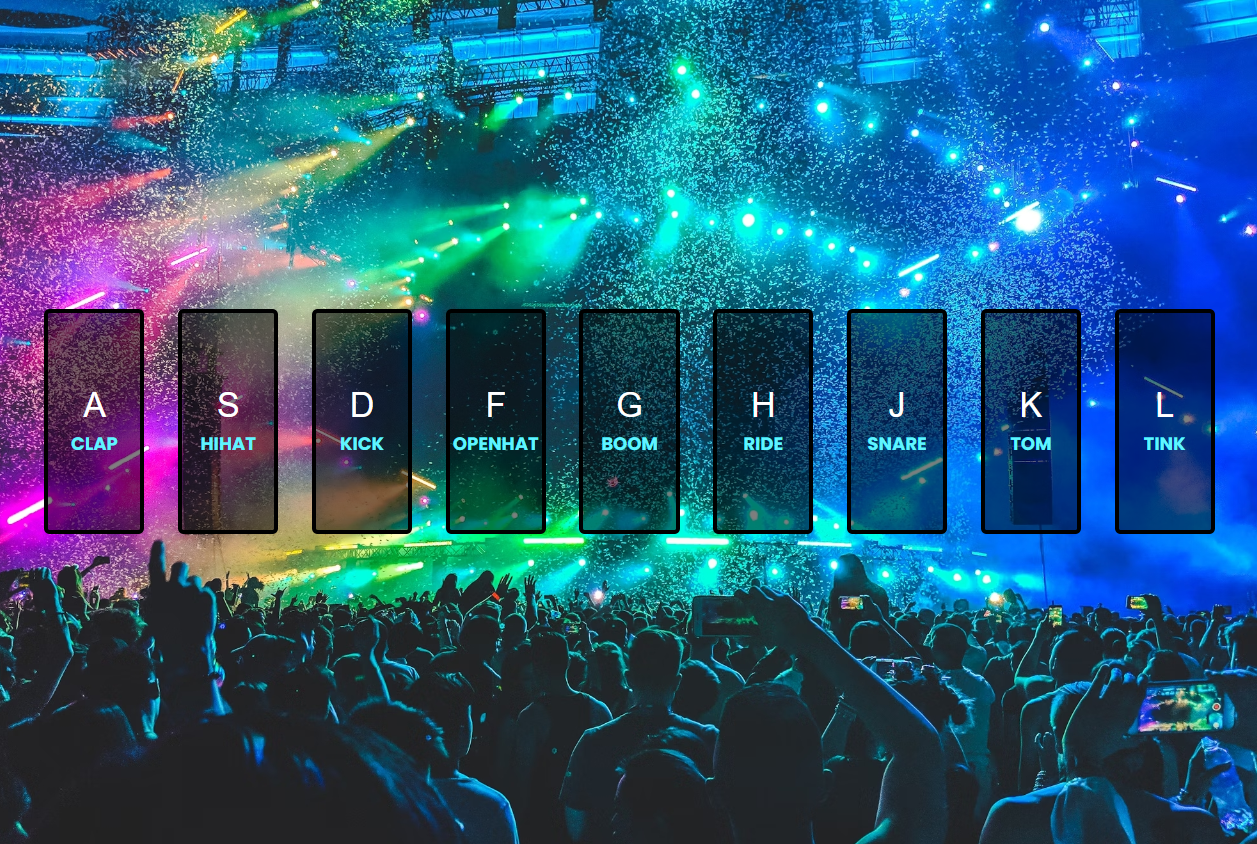 A S D F G H J K L
CLAP HIHAT KICK OPENHAT BOOM RIDE SNARE TOM TINK